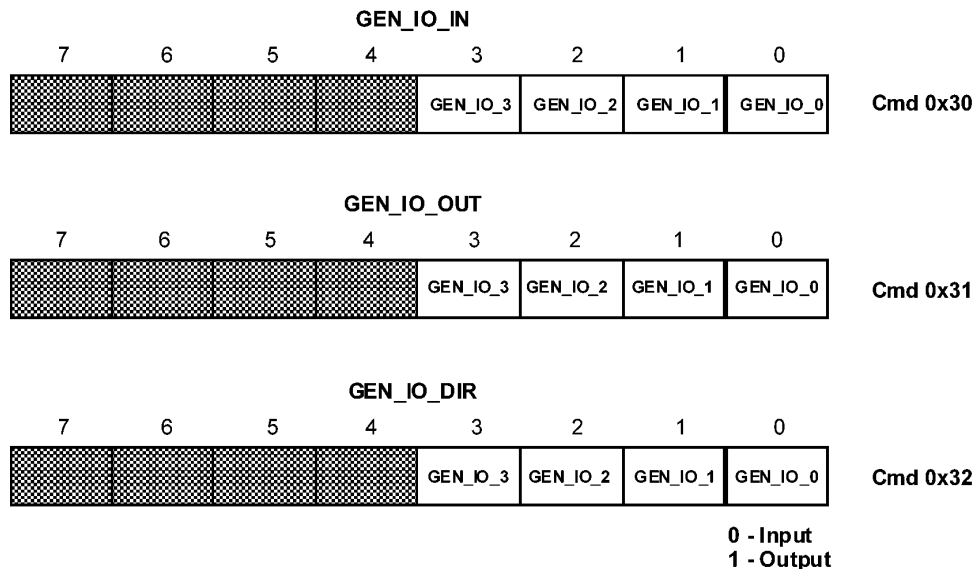 GEN_IO_IN
7 6 5 4 3 2 1 0
GEN_IO_3 GEN_IO_2 GEN_IO_1 GEN_IO_0 Cmd 0x30
GEN_IO_OUT
7 6 5 4 3 2 1 0
GEN_IO_3 GEN_IO_2 GEN_IO_1 GEN_IO_0 Cmd 0x31
GEN_IO_DIR
7 6 5 4 3 2 1 0
GEN_IO_3 GEN_IO_2 GEN_IO_1 GEN_IO_0 Cmd 0x32
0 - Input
1 - Output